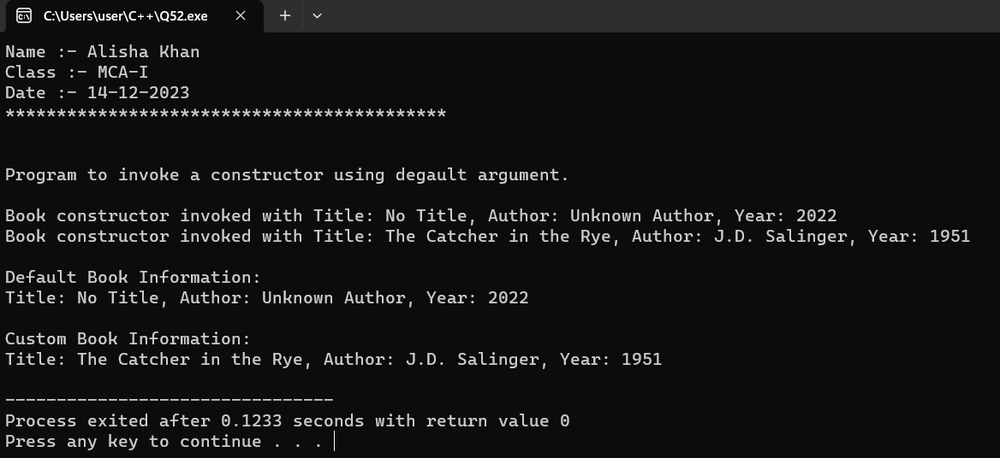 C:\Users\user\C++\Q52.exe
Name :- Alisha Khan
Class :- MCA-I
Date :- 14-12-2023
*******************************************
Program to invoke a constructor using degault argument.
Book constructor invoked with Title: No Title, Author: Unknown Author, Year: 2022
Book constructor invoked with Title: The Catcher in the Rye, Author: J.D. Salinger, Year: 1951
Default Book Information:
Title: No Title, Author: Unknown Author, Year: 2022
Custom Book Information:
Title: The Catcher in the Rye, Author: J.D. Salinger, Year: 1951
--------------------------------
Process exited after 0.1233 seconds with return value 0
Press any key to continue . . .